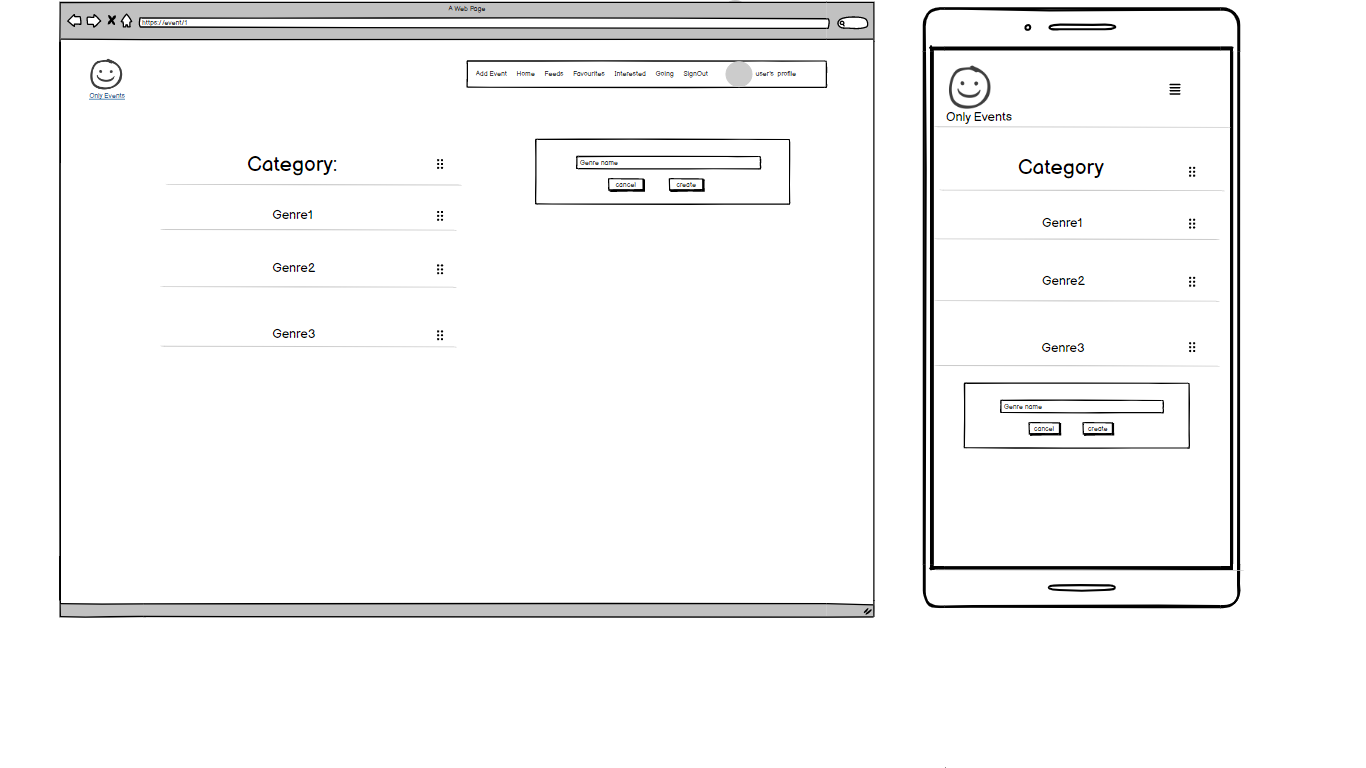 A Web Page
https://event/1
Only Events
Add Event Home Feeds Favourites Interested Going SignOut user's profile
Category:
Genre1
Genre2
Genre3
Genre name
cancel create
Only Events
Category
Genre1
Genre2
Genre3
Genre name
cancel create